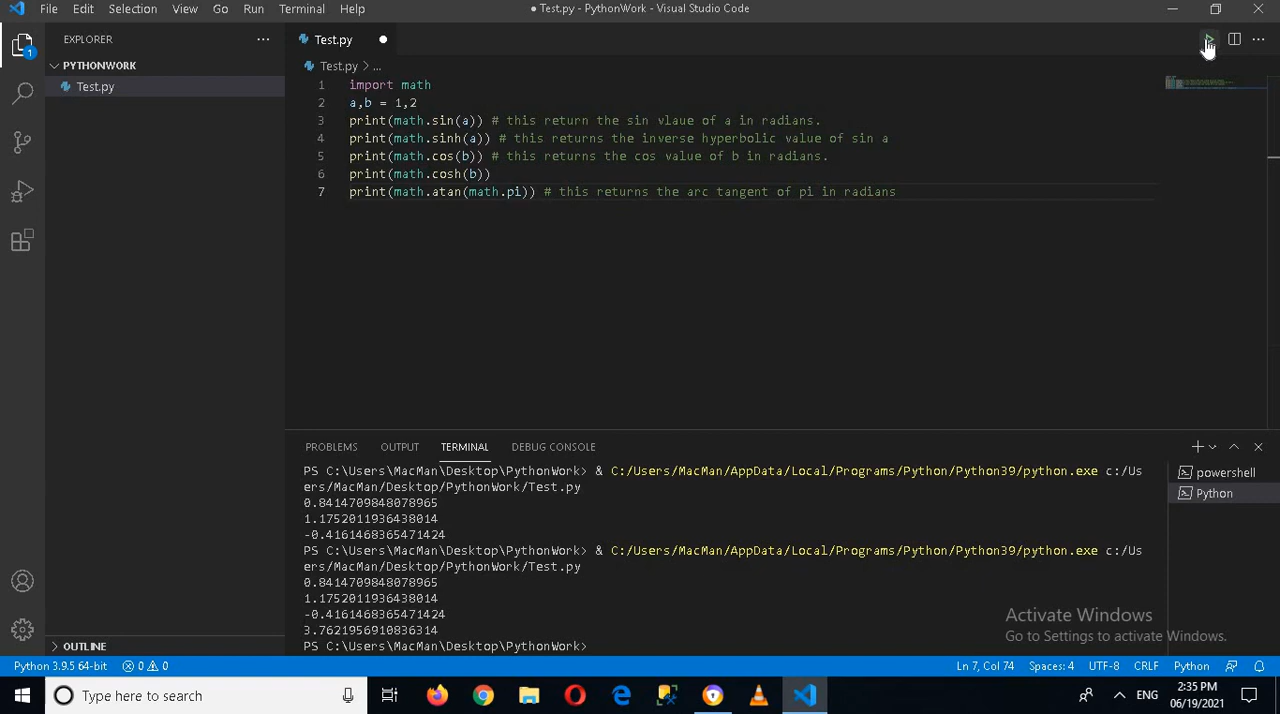 File Edit Selection View Go Run Terminal Help
● Test.py - PythonWork - Visual Studio Code
EXPLORER
1
PYTHONWORK
Test.py
OUTLINE
Test.py
Test.py > ...
1 import math
2 a,b = 1,2
3 print(math.sin(a)) # this return the sin vlaue of a in radians.
4 print(math.sinh(a)) # this returns the inverse hyperbolic value of sin a
5 print(math.cos(b)) # this returns the cos value of b in radians.
6 print(math.cosh(b))
7 print(math.atan(math.pi)) # this returns the arc tangent of pi in radians
PROBLEMS OUTPUT TERMINAL DEBUG CONSOLE
PS C:\Users\MacMan\Desktop\PythonWork> & C:/Users/MacMan/AppData/Local/Programs/Python/Python39/python.exe c:/Us
ers/MacMan/Desktop/PythonWork/Test.py
0.8414709848078965
1.1752011936438014
-0.4161468365471424
PS C:\Users\MacMan\Desktop\PythonWork> & C:/Users/MacMan/AppData/Local/Programs/Python/Python39/python.exe c:/Us
ers/MacMan/Desktop/PythonWork/Test.py
0.8414709848078965
1.1752011936438014
-0.4161468365471424
3.7621956910836314
PS C:\Users\MacMan\Desktop\PythonWork>
powershell
Python
Activate Windows
Go to Settings to activate Windows.
Python 3.9.5 64-bit 0 0 Ln 7, Col 74 Spaces: 4 UTF-8 CRLF Python
Type here to search
ENG
2:35 PM
06/19/2021